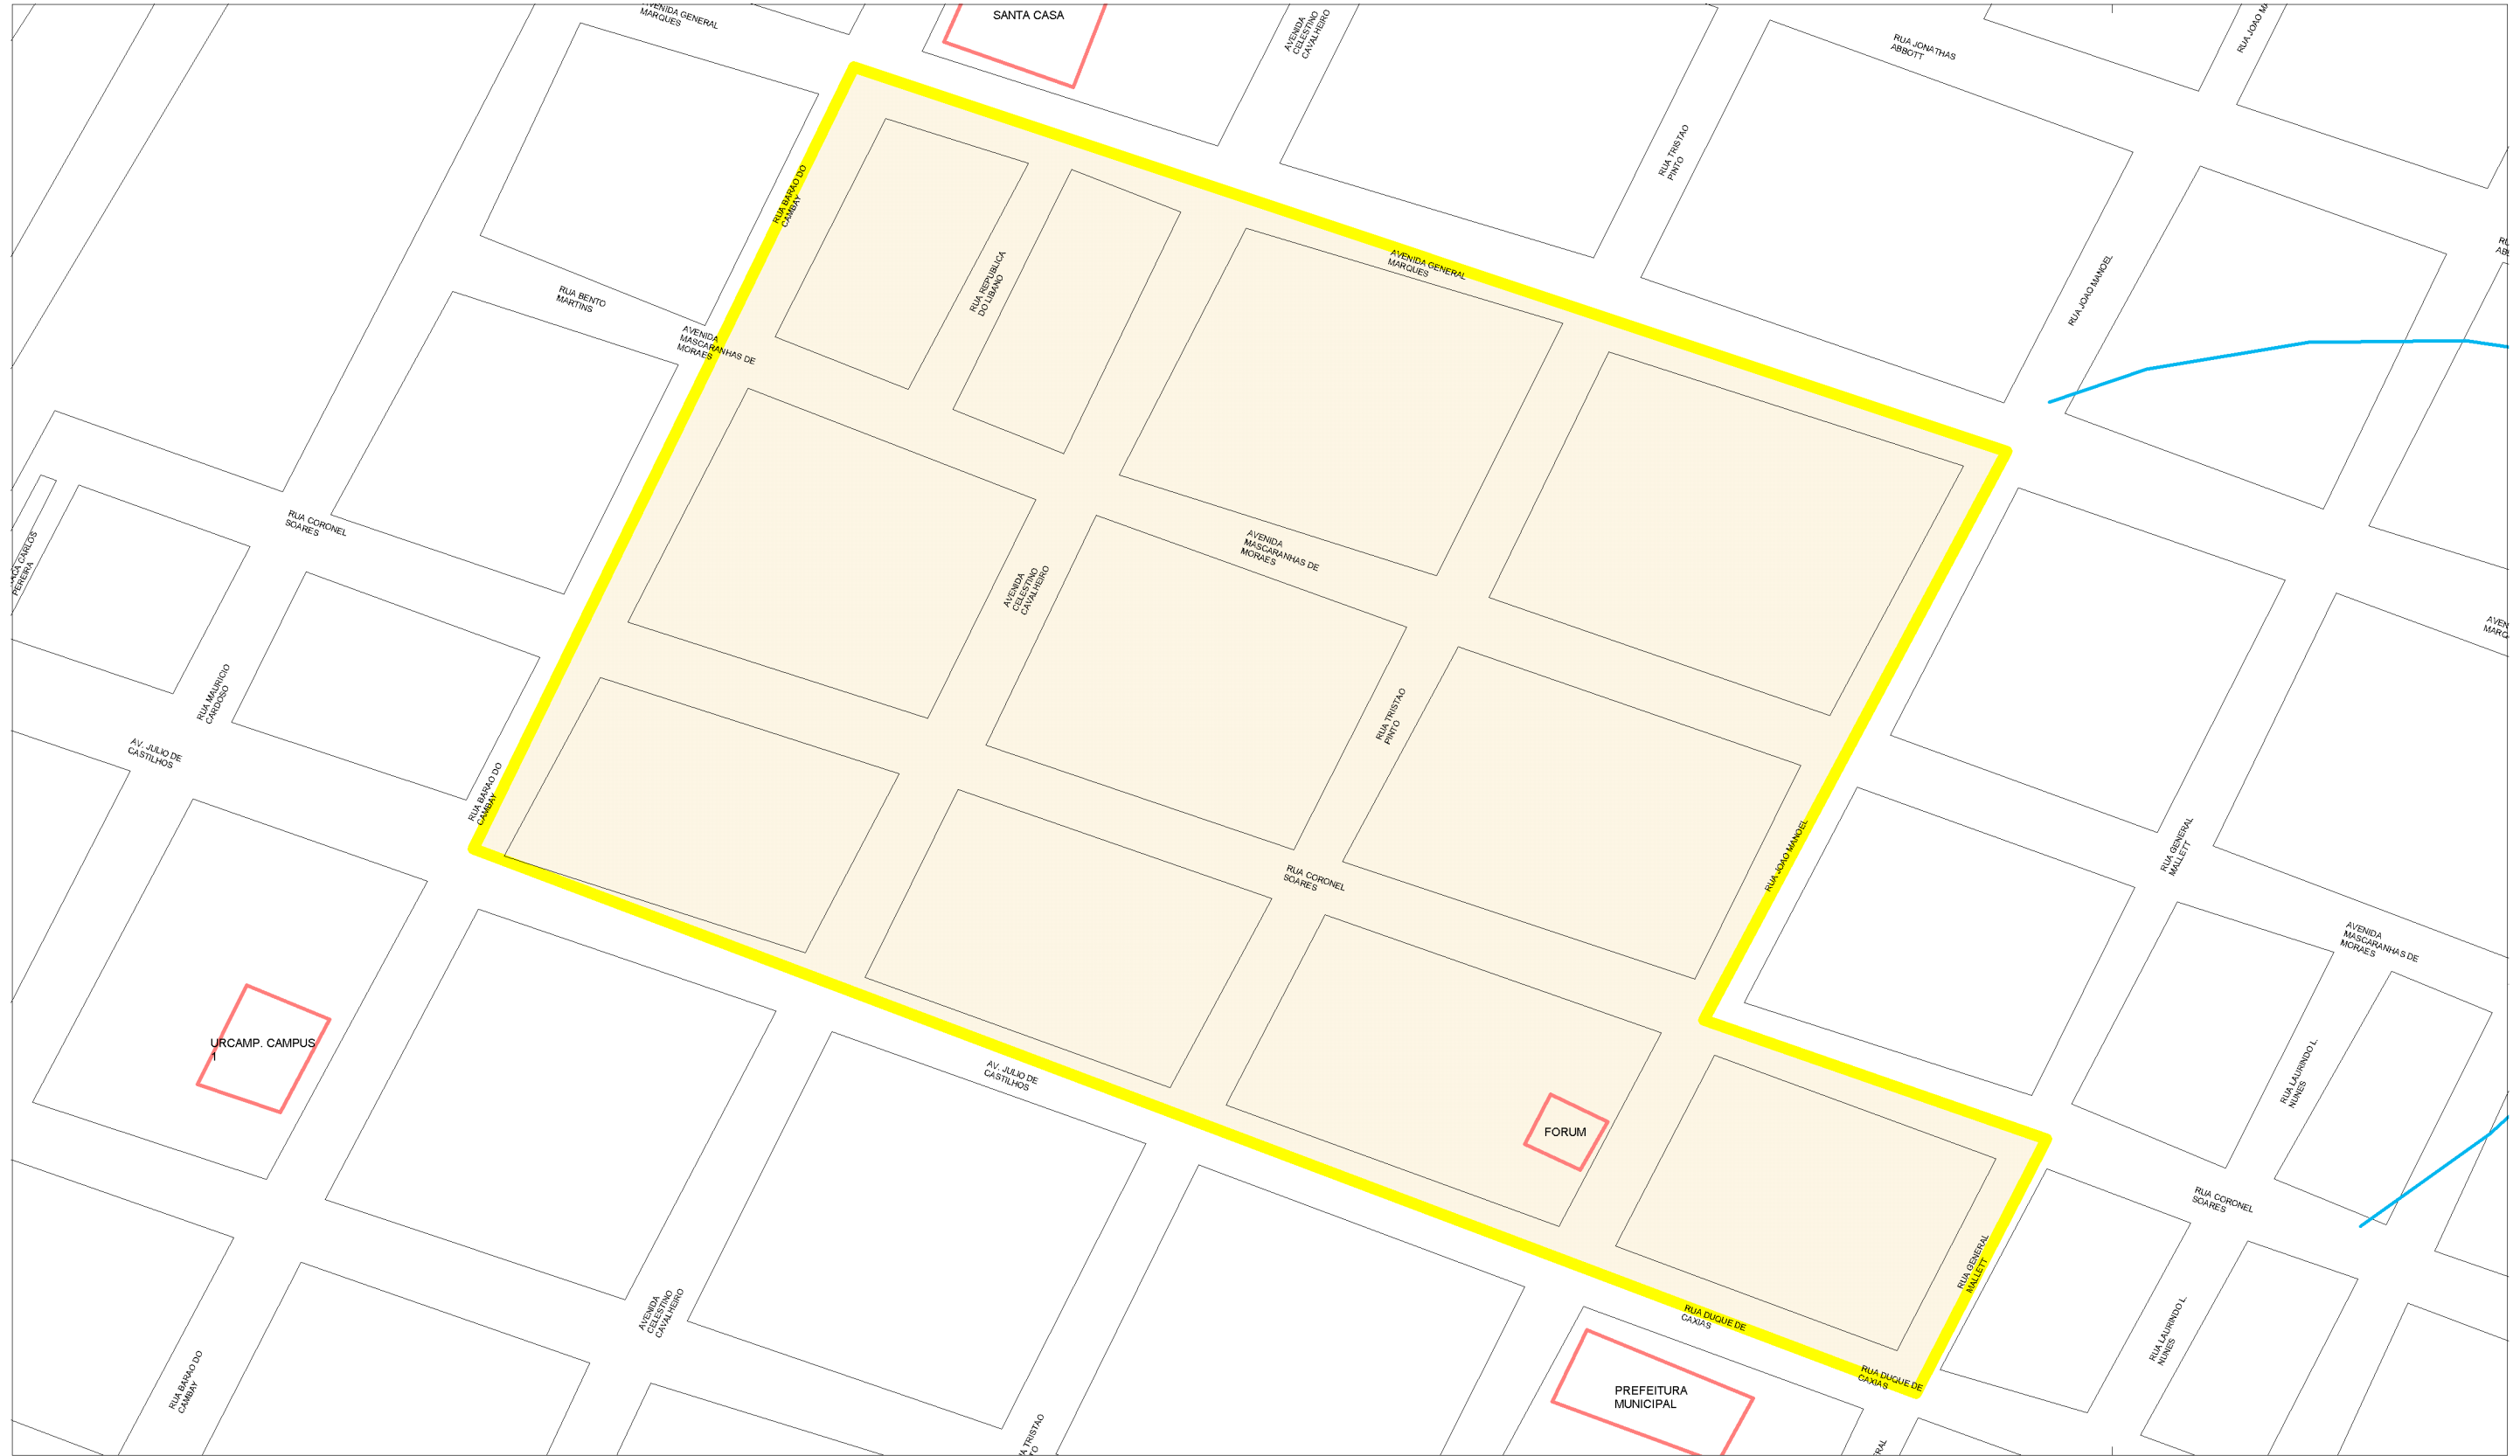 AVENIDA GENERAL
MARQUES
SANTA CASA
AVENIDA
CELESTINO
CAVALHEIRO
RUA JONATHAS
ABBOTT
RUA JOAO
RUA TRISTAO
PINTO
RUA BARAO DO
CAMBAY
RUA REPUBLICA
DO LIBANO
AVENIDA GENERAL
MARQUES
RUA JOAO MANOEL
RUA BENTO
MARTINS
AVENIDA
MASCARANHAS DE
MORAES
RUA CORONEL
SOARES
CARLOS
PEREIRA
AVENIDA
CELESTINO
CAVALHEIRO
AVENIDA
MASCARANHAS DE
MORAES
RUA MAURICIO
CARDOSO
RUA TRISTAO
PINTO
AV. JULIO DE
CASTILHOS
RUA BARAO DO
CAMBAY
RUA CORONEL
SOARES
RUA JOAO MANOEL
RUA GENERAL
MALLETT
AVENIDA
MASCARANHAS DE
MORAES
URCAMP. CAMPUS
1
AV. JULIO DE
CASTILHOS
FORUM
RUA LAURINDO L.
NUNES
RUA CORONEL
SOARES
RUA GENERAL
MALLETT
AVENIDA
CELESTINO
CAVALHEIRO
RUA DUQUE DE
CAXIAS
RUA LAURINDO L.
NUNES
RUA BARAO DO
CAMBAY
RUA DUQUE DE
CAXIAS
PREFEITURA
MUNICIPAL
TRISTAO